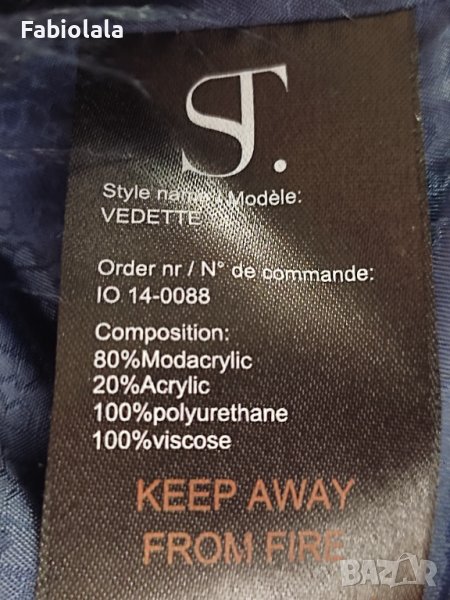 Fabiolala
ST.
Style name / Modèle:
VEDETTE
Order nr / N° de commande:
IO 14-0088
Composition:
80%Modacrylic
20%Acrylic
100%polyurethane
100%viscose
KEEP AWAY
FROM FIRE
BAZAR